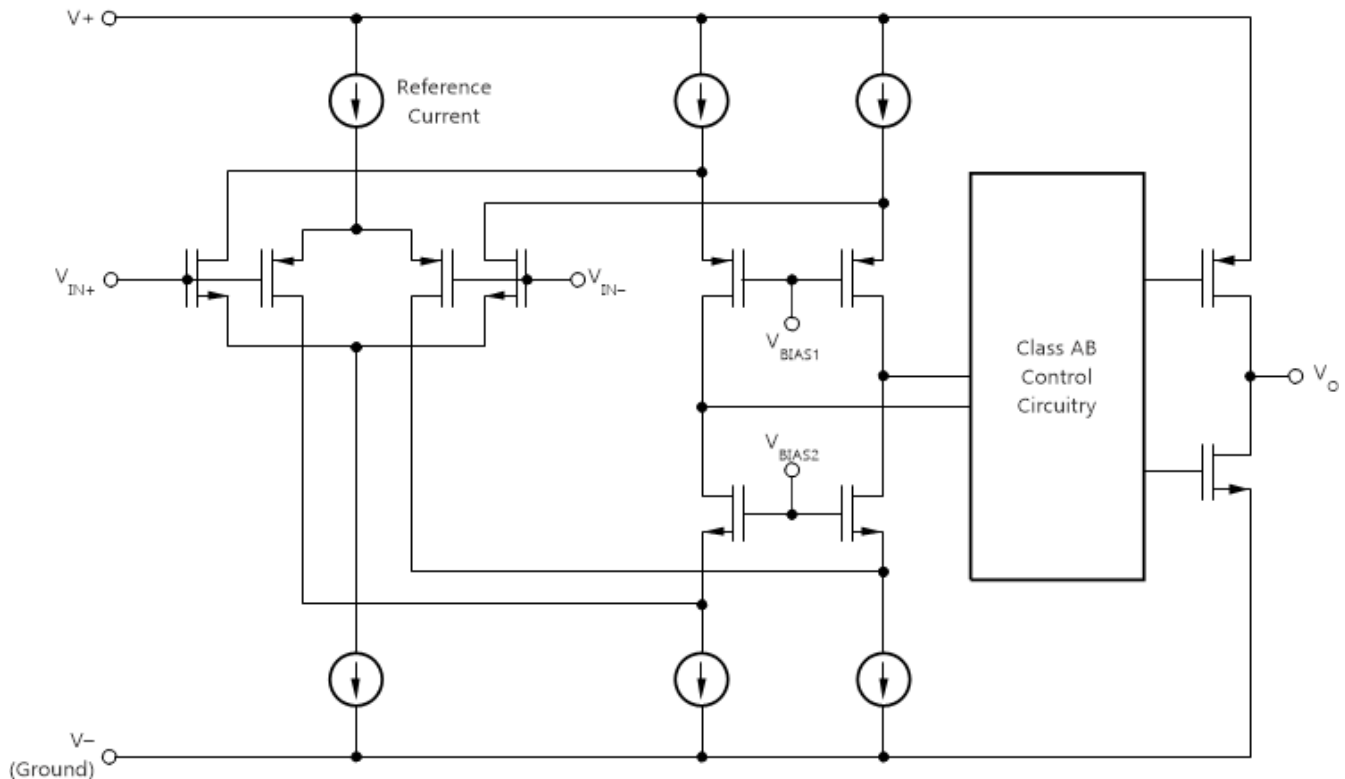 V+
Reference
Current
VIN+
VIN−
VBIAS1
Class AB
Control
Circuitry
VO
VBIAS2
V−
(Ground)